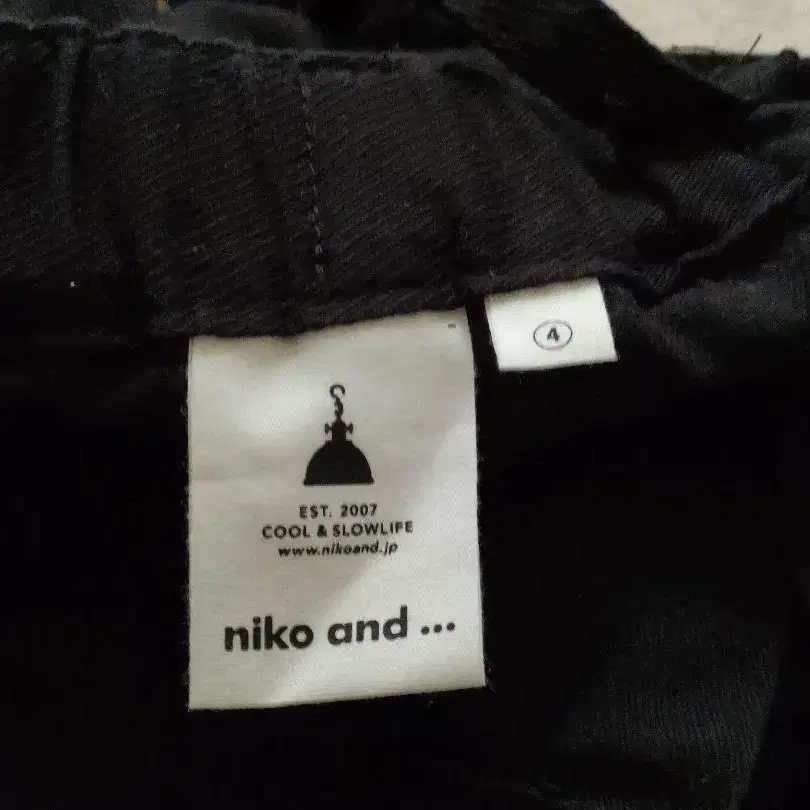 4
EST. 2007
COOL & SLOWLIFE
www.nikoand.jp
niko and ...